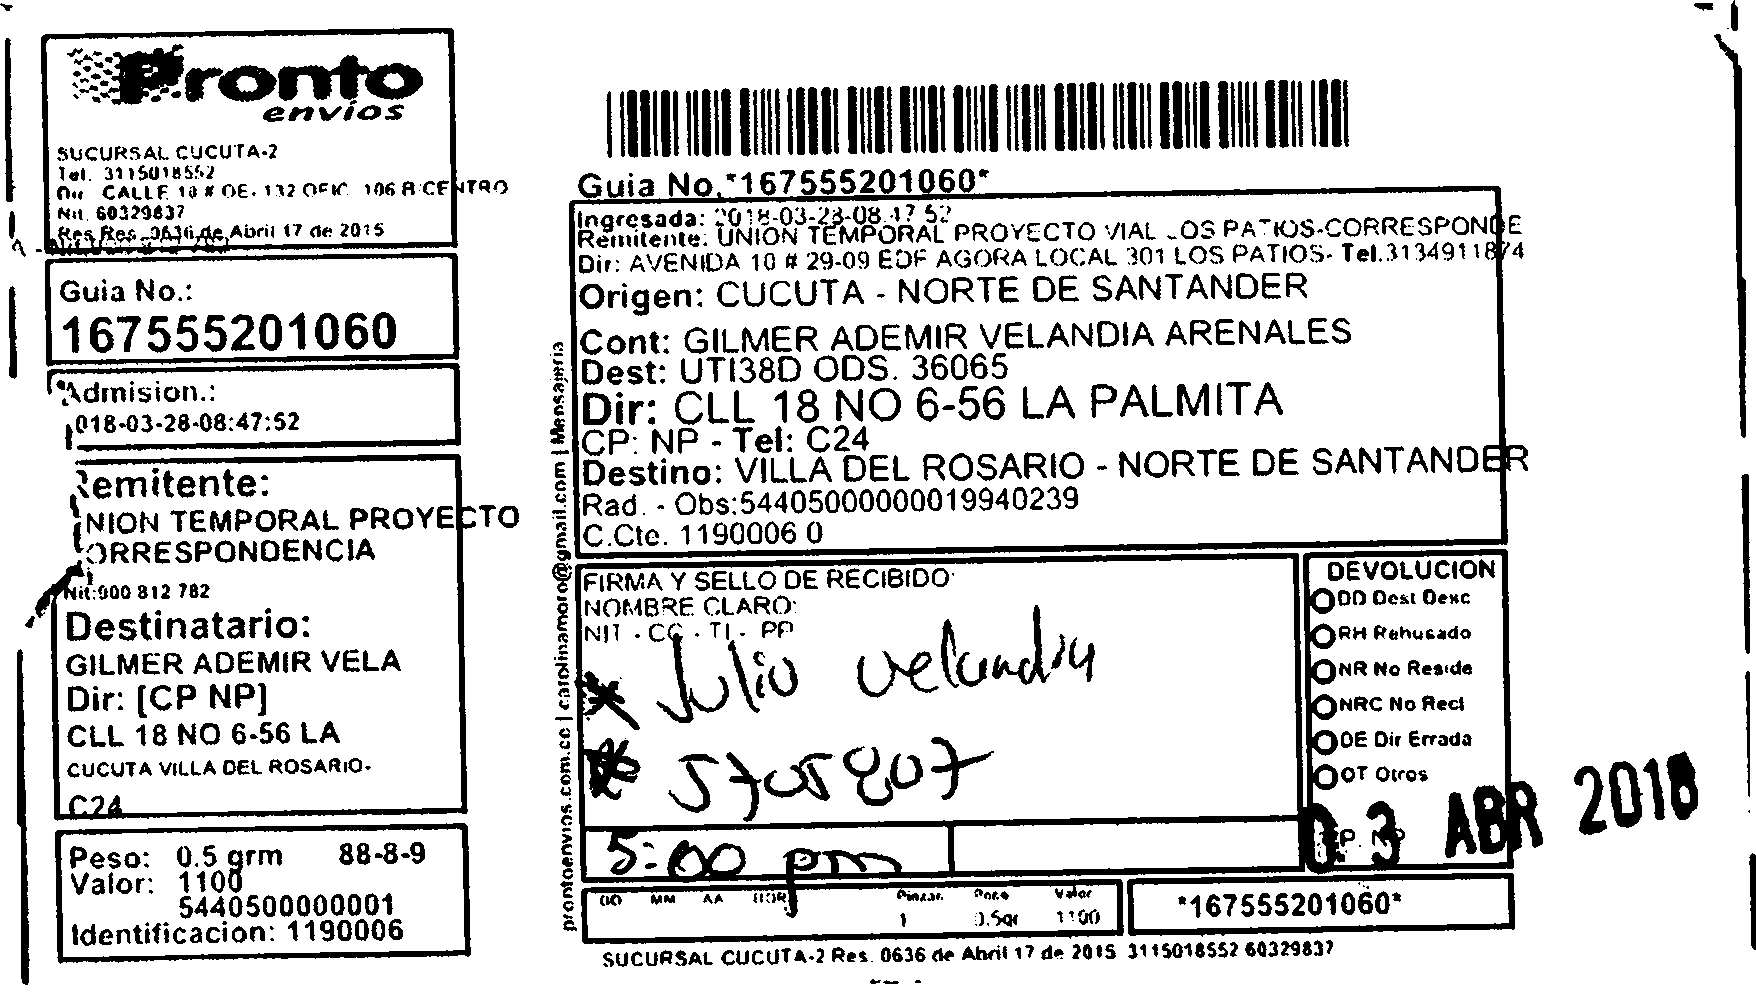 Pronto
envíos
SUCURSAL CUCUTA-2
Tel. 3115018552
Dir. CALLE 10 # OE- 132 OFIC. 106 B CENTRO
Nit. 60329837
Res Res. 0636 de Abril 17 de 2015
Guia No.:
167555201060
Admision.:
018-03-28-08:47:52
Remitente:
NION TEMPORAL PROYECTO
ORRESPONDENCIA
Nit:900 812 782
Destinatario:
GILMER ADEMIR VELA
Dir: [CP NP]
CLL 18 NO 6-56 LA
CUCUTA VILLA DEL ROSARIO-
C24
Peso: 0.5 grm 88-8-9
Valor: 1100
5440500000001
Identificacion: 1190006
prontoenvios.com.co | carolinamoro@gmail.com | Mensajeria
Guia No.*167555201060*
Ingresada: 2018-03-28-08:47:52
Remitente: UNION TEMPORAL PROYECTO VIAL LOS PATIOS-CORRESPONDE
Dir: AVENIDA 10 # 29-09 EDF AGORA LOCAL 301 LOS PATIOS- Tel.3134911874
Origen: CUCUTA - NORTE DE SANTANDER
Cont: GILMER ADEMIR VELANDIA ARENALES
Dest: UTI38D ODS. 36065
Dir: CLL 18 NO 6-56 LA PALMITA
CP: NP - Tel: C24
Destino: VILLA DEL ROSARIO - NORTE DE SANTANDER
Rad. - Obs:54405000000019940239
C.Cte. 1190006 0
FIRMA Y SELLO DE RECIBIDO
NOMBRE CLARO:
NIT - CC - TI - PP
Julio velandia
5705807
5:00 pm
DD MM AA HOR
Piezas Peso Valor
1 0.5gr 1100
DEVOLUCION
DD Dest Desc
RH Rehusado
NR No Reside
NRC No Recl
DE Dir Errada
OT Otros
P. NP
03 ABR 2018
*167555201060*
SUCURSAL CUCUTA-2 Res. 0636 de Abril 17 de 2015 3115018552 60329837